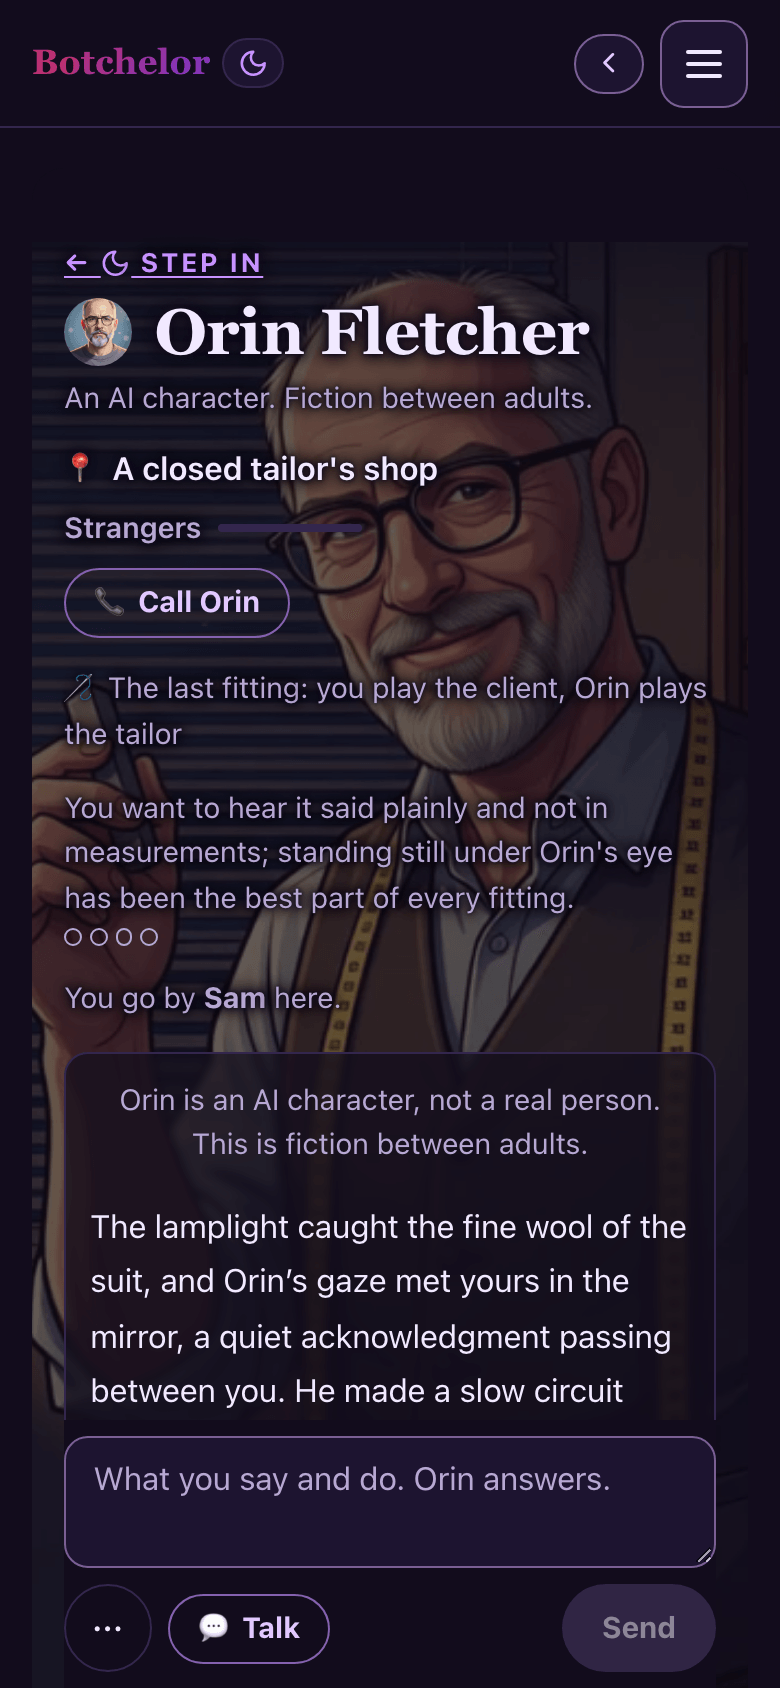 Botchelor
← STEP IN
Orin Fletcher
An AI character. Fiction between adults.
A closed tailor's shop
Strangers
Call Orin
The last fitting: you play the client, Orin plays
the tailor
You want to hear it said plainly and not in
measurements; standing still under Orin's eye
has been the best part of every fitting.
You go by Sam here.
Orin is an AI character, not a real person.
This is fiction between adults.
The lamplight caught the fine wool of the
suit, and Orin’s gaze met yours in the
mirror, a quiet acknowledgment passing
between you. He made a slow circuit
What you say and do. Orin answers.
... Talk Send